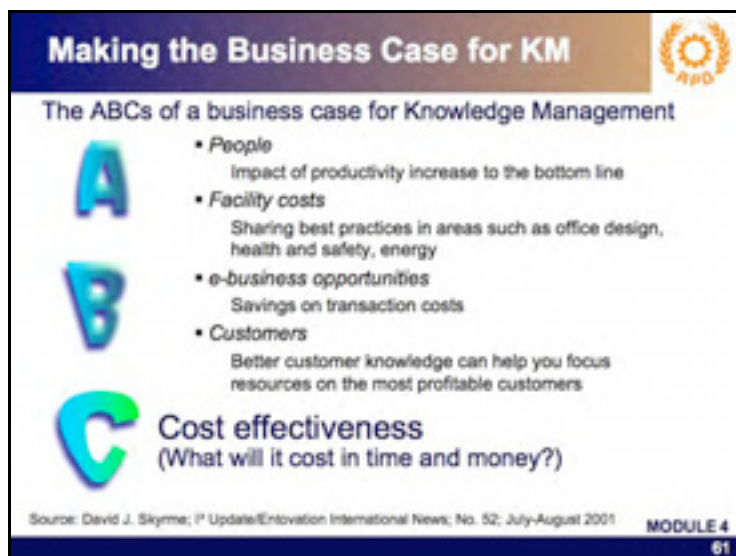 Making the Business Case for KM
APO
The ABCs of a business case for Knowledge Management
A
▪ People
Impact of productivity increase to the bottom line
▪ Facility costs
Sharing best practices in areas such as office design,
health and safety, energy
B
▪ e-business opportunities
Savings on transaction costs
▪ Customers
Better customer knowledge can help you focus
resources on the most profitable customers
C
Cost effectiveness
(What will it cost in time and money?)
Source: David J. Skyrme; I³ Update/Entovation International News; No. 52; July-August 2001
MODULE 4
61